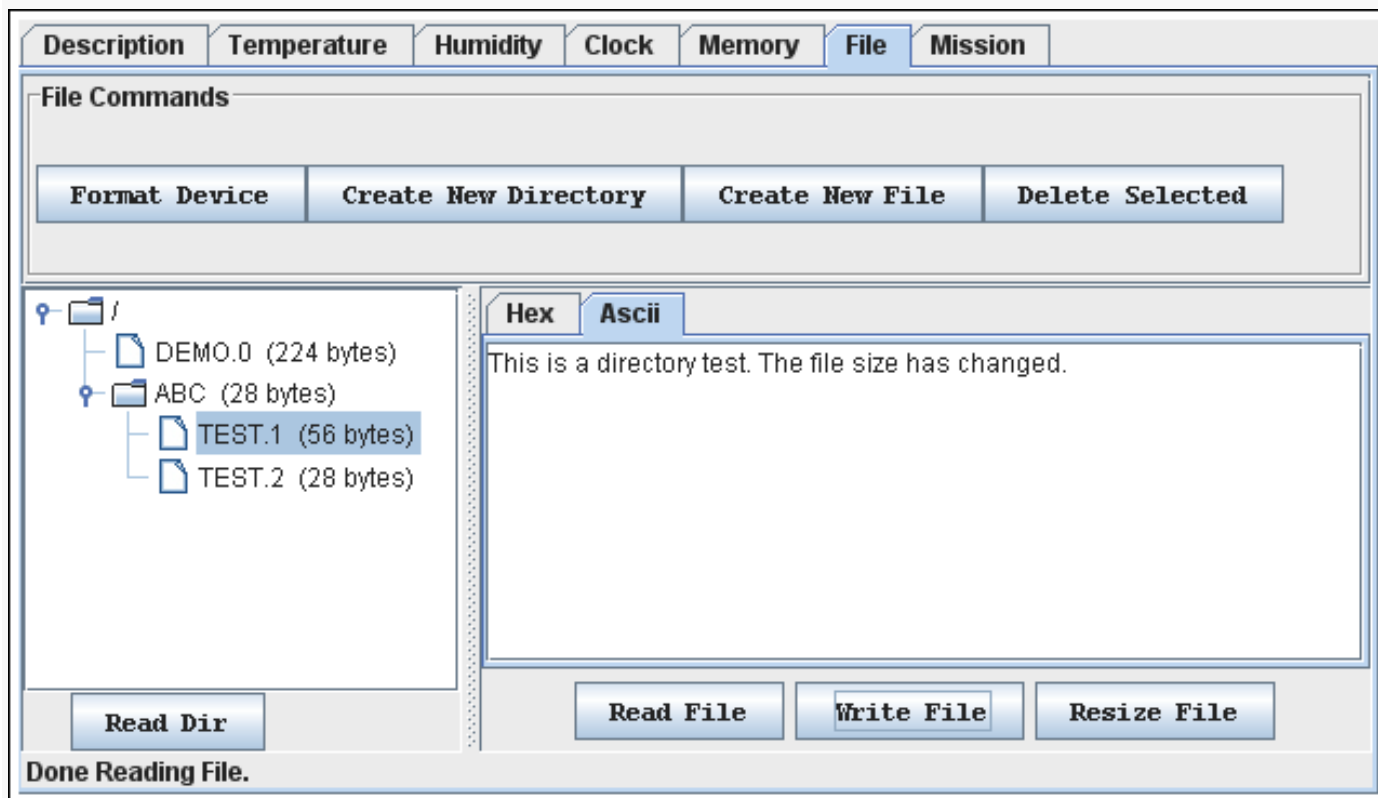 Description Temperature Humidity Clock Memory File Mission
File Commands
Format Device Create New Directory Create New File Delete Selected
/
DEMO.0 (224 bytes)
ABC (28 bytes)
TEST.1 (56 bytes)
TEST.2 (28 bytes)
Read Dir
Hex Ascii
This is a directory test. The file size has changed.
Read File Write File Resize File
Done Reading File.